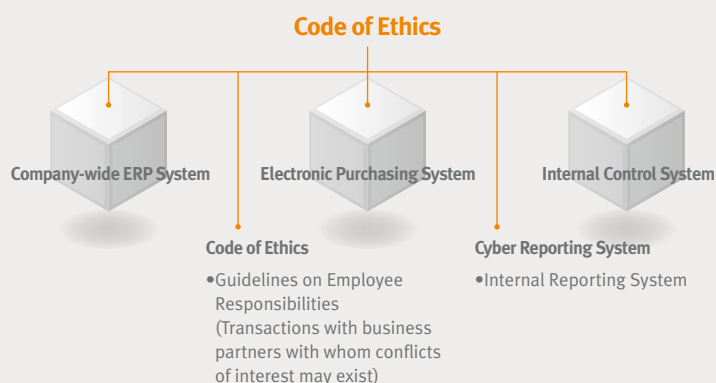 Code of Ethics
Company-wide ERP System
Electronic Purchasing System
Internal Control System
Code of Ethics
•Guidelines on Employee
Responsibilities
(Transactions with business
partners with whom conflicts
of interest may exist)
Cyber Reporting System
•Internal Reporting System